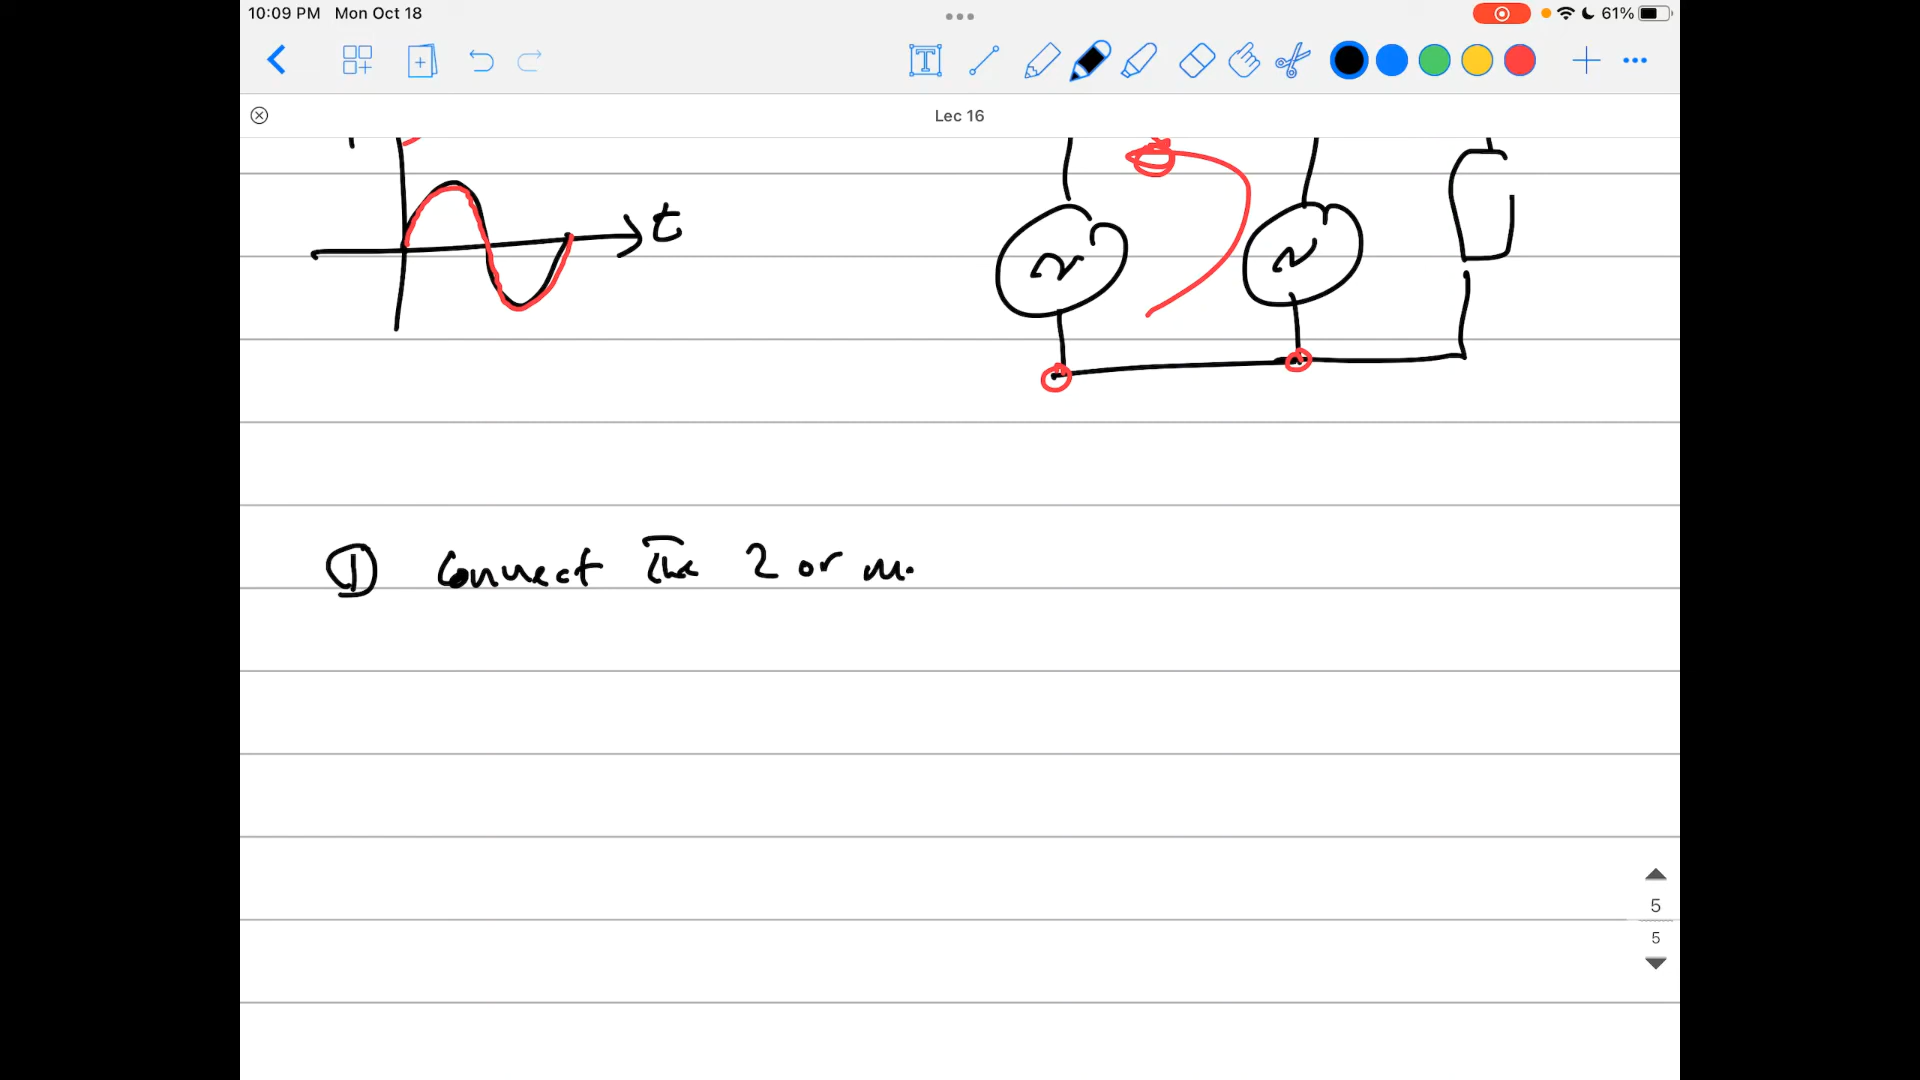 10:09 PM Mon Oct 18
61%
T
Lec 16
t
① Connect The 2 or m
5
5